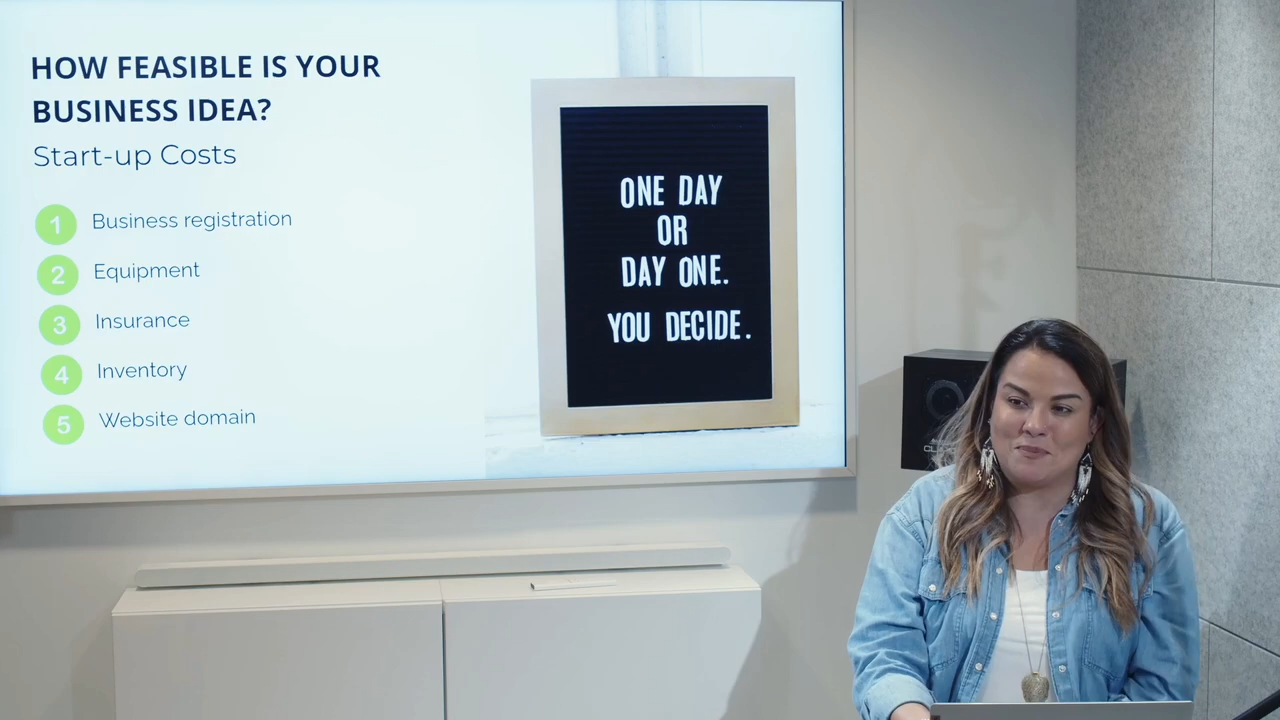 HOW FEASIBLE IS YOUR
BUSINESS IDEA?
Start-up Costs
1 Business registration
2 Equipment
3 Insurance
4 Inventory
5 Website domain
ONE DAY
OR
DAY ONE.
YOU DECIDE.